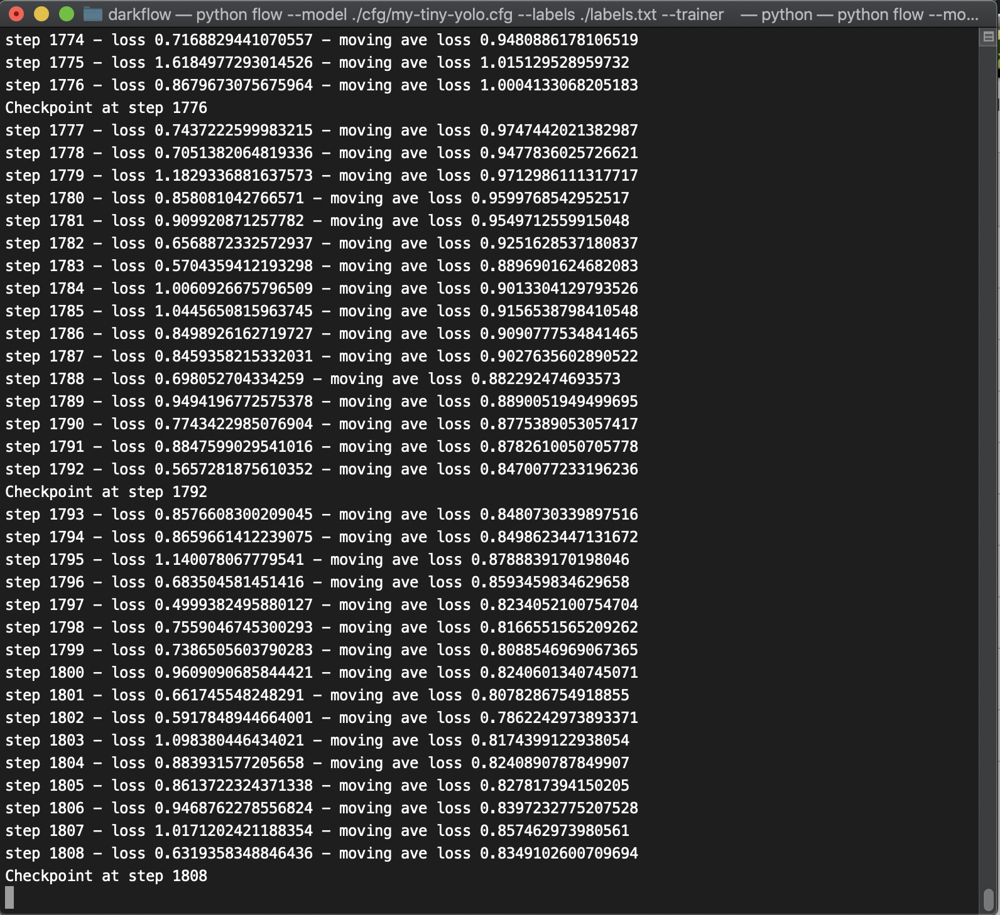 darkflow — python flow --model ./cfg/my-tiny-yolo.cfg --labels ./labels.txt --trainer — python — python flow --mo...
step 1774 - loss 0.7168829441070557 - moving ave loss 0.9480886178106519
step 1775 - loss 1.6184977293014526 - moving ave loss 1.015129528959732
step 1776 - loss 0.8679673075675964 - moving ave loss 1.0004133068205183
Checkpoint at step 1776
step 1777 - loss 0.7437222599983215 - moving ave loss 0.9747442021382987
step 1778 - loss 0.7051382064819336 - moving ave loss 0.9477836025726621
step 1779 - loss 1.1829336881637573 - moving ave loss 0.9712986111317717
step 1780 - loss 0.858081042766571 - moving ave loss 0.9599768542952517
step 1781 - loss 0.909920871257782 - moving ave loss 0.9549712559915048
step 1782 - loss 0.6568872332572937 - moving ave loss 0.9251628537180837
step 1783 - loss 0.5704359412193298 - moving ave loss 0.8896901624682083
step 1784 - loss 1.0060926675796509 - moving ave loss 0.9013304129793526
step 1785 - loss 1.0445650815963745 - moving ave loss 0.9156538798410548
step 1786 - loss 0.8498926162719727 - moving ave loss 0.9090777534841465
step 1787 - loss 0.8459358215332031 - moving ave loss 0.9027635602890522
step 1788 - loss 0.698052704334259 - moving ave loss 0.882292474693573
step 1789 - loss 0.9494196772575378 - moving ave loss 0.8890051949499695
step 1790 - loss 0.7743422985076904 - moving ave loss 0.8775389053057417
step 1791 - loss 0.8847599029541016 - moving ave loss 0.8782610050705778
step 1792 - loss 0.5657281875610352 - moving ave loss 0.8470077233196236
Checkpoint at step 1792
step 1793 - loss 0.8576608300209045 - moving ave loss 0.8480730339897516
step 1794 - loss 0.8659661412239075 - moving ave loss 0.8498623447131672
step 1795 - loss 1.140078067779541 - moving ave loss 0.8788839170198046
step 1796 - loss 0.683504581451416 - moving ave loss 0.8593459834629658
step 1797 - loss 0.4999382495880127 - moving ave loss 0.8234052100754704
step 1798 - loss 0.7559046745300293 - moving ave loss 0.8166551565209262
step 1799 - loss 0.7386505603790283 - moving ave loss 0.8088546969067365
step 1800 - loss 0.9609090685844421 - moving ave loss 0.8240601340745071
step 1801 - loss 0.661745548248291 - moving ave loss 0.8078286754918855
step 1802 - loss 0.5917848944664001 - moving ave loss 0.7862242973893371
step 1803 - loss 1.098380446434021 - moving ave loss 0.8174399122938054
step 1804 - loss 0.883931577205658 - moving ave loss 0.8240890787849907
step 1805 - loss 0.8613722324371338 - moving ave loss 0.827817394150205
step 1806 - loss 0.9468762278556824 - moving ave loss 0.8397232775207528
step 1807 - loss 1.0171202421188354 - moving ave loss 0.857462973980561
step 1808 - loss 0.6319358348846436 - moving ave loss 0.8349102600709694
Checkpoint at step 1808